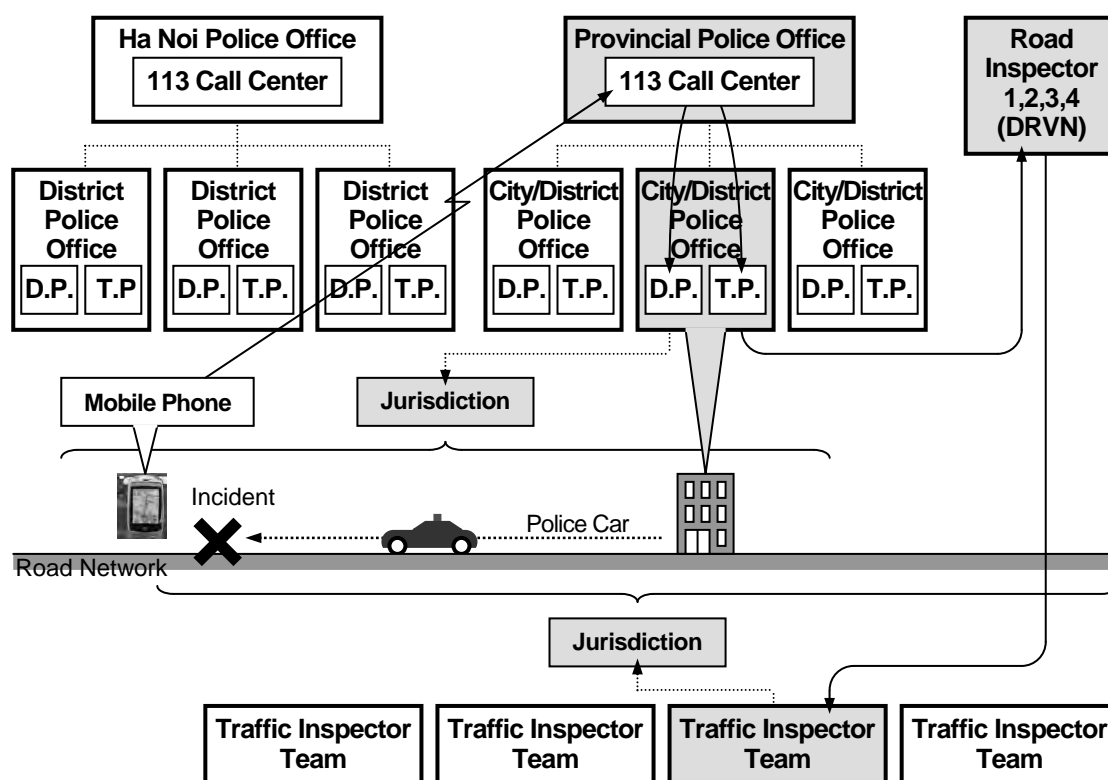 Ha Noi Police Office
113 Call Center
Provincial Police Office
113 Call Center
Road
Inspector
1,2,3,4
(DRVN)
District
Police
Office
D.P.
T.P
District
Police
Office
D.P.
T.P.
District
Police
Office
D.P.
T.P.
City/District
Police
Office
D.P.
T.P.
City/District
Police
Office
D.P.
T.P.
City/District
Police
Office
D.P.
T.P.
Mobile Phone
Jurisdiction
Incident
Police Car
Road Network
Jurisdiction
Traffic Inspector
Team
Traffic Inspector
Team
Traffic Inspector
Team
Traffic Inspector
Team